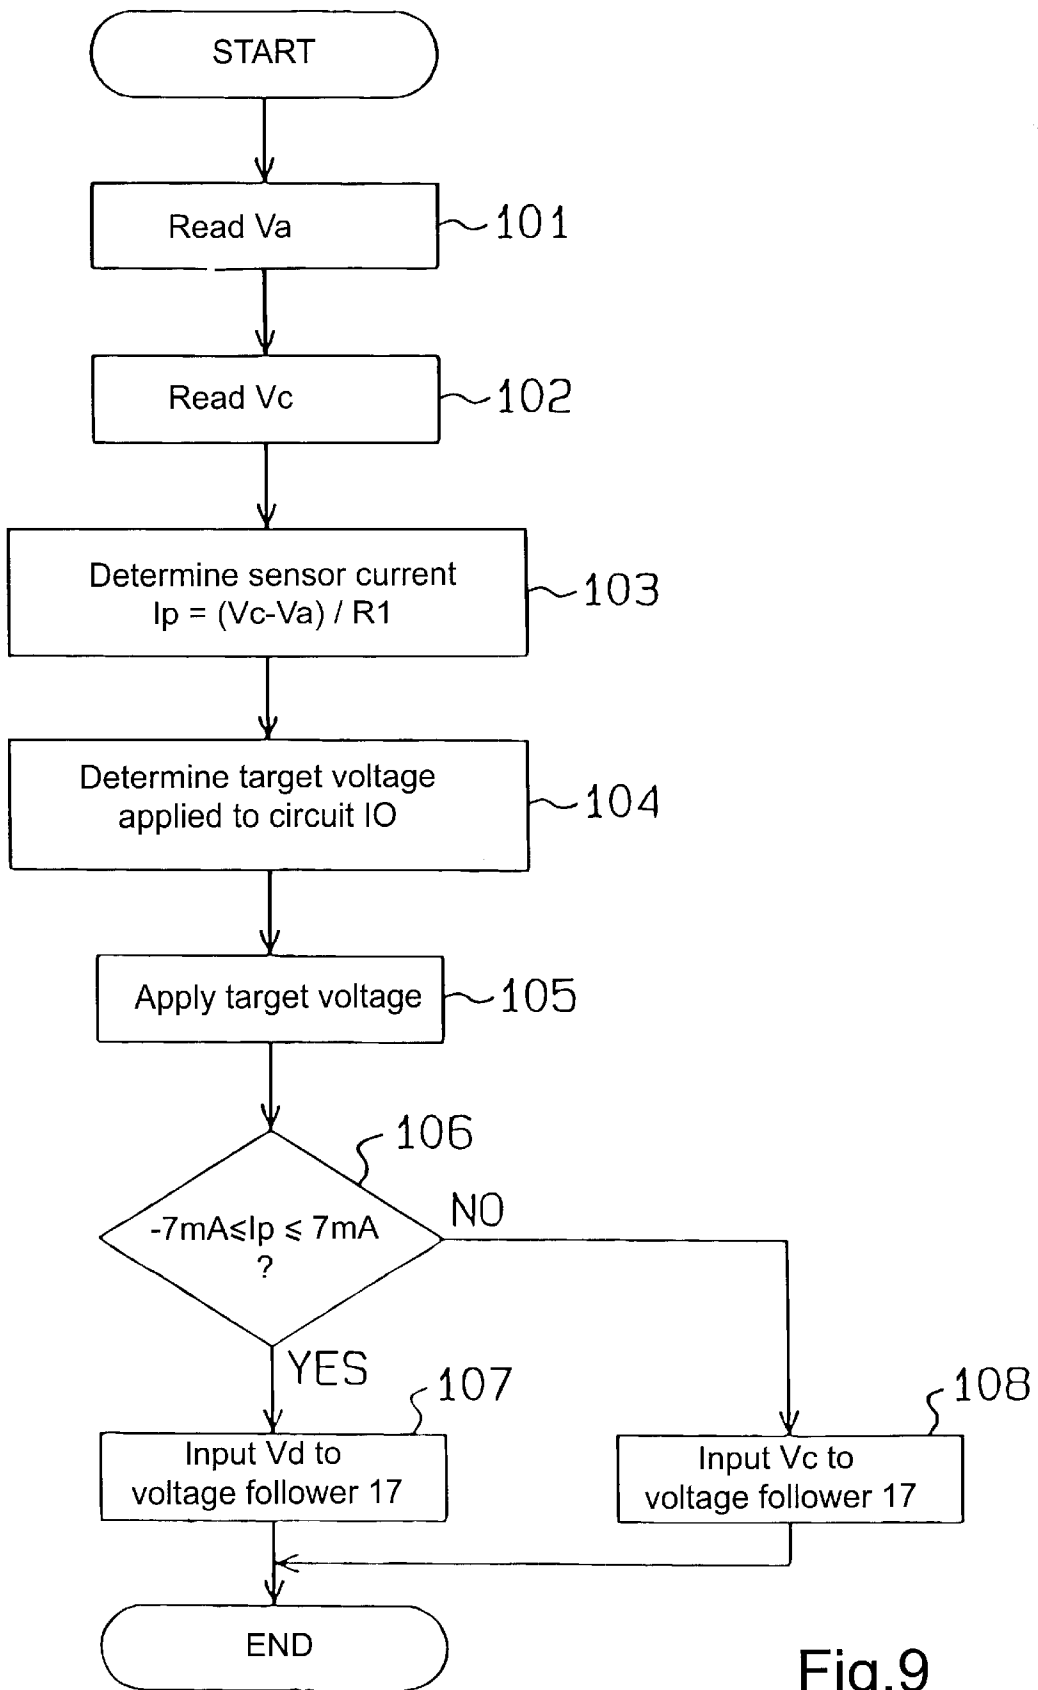 START
Read Va
101
Read Vc
102
Determine sensor current
Ip = (Vc-Va) / R1
103
Determine target voltage
applied to circuit IO
104
Apply target voltage
105
106
-7mA≤Ip ≤ 7mA
?
NO
YES
107
Input Vd to
voltage follower 17
108
Input Vc to
voltage follower 17
END
Fig.9